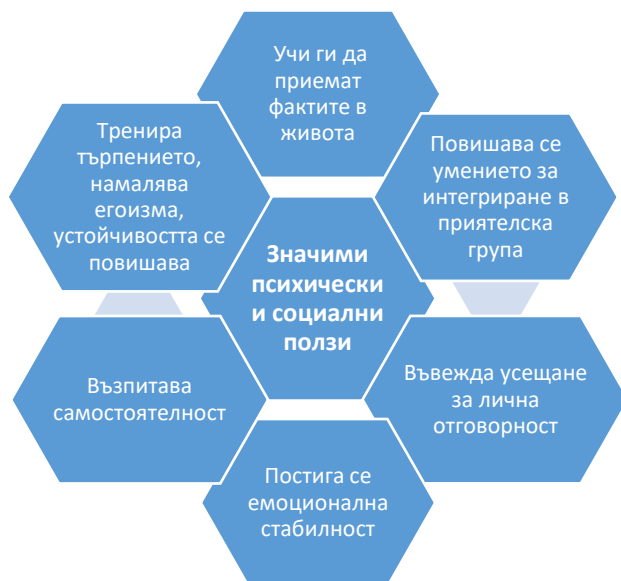 Учи ги да
приемат
фактите в
живота
Тренира
търпението,
намалява
егоизма,
устойчивостта се
повишава
Повишава се
умението за
интегриране в
приятелска
група
Значими
психически
и социални
ползи
Възпитава
самостоятелност
Въвежда усещане
за лична
отговорност
Постига се
емоционална
стабилност